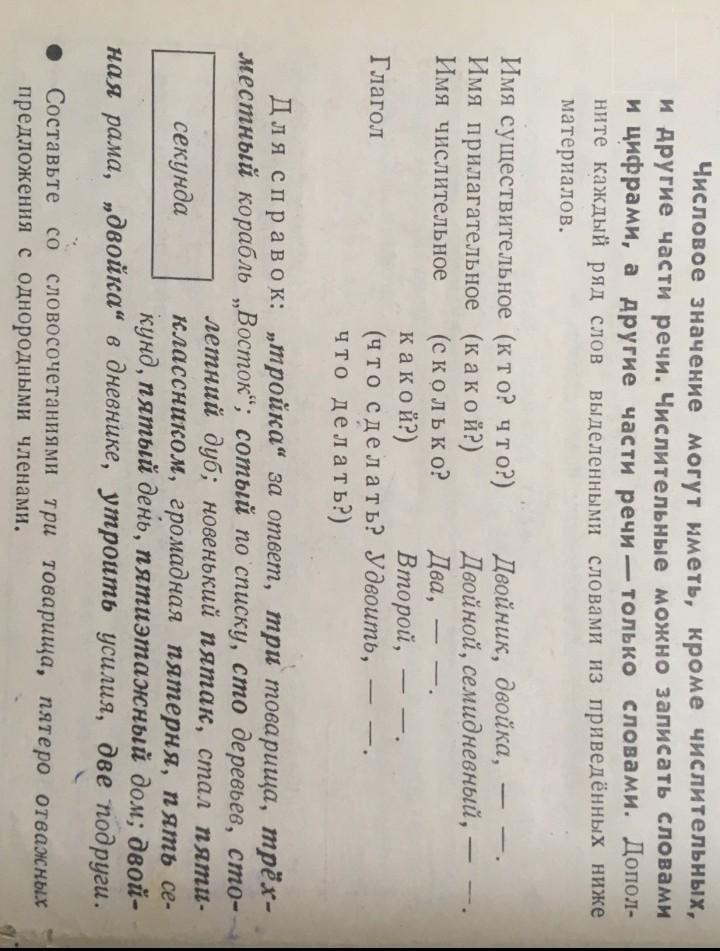 Числовое значение могут иметь, кроме числительных,
и другие части речи. Числительные можно записать словами
и цифрами, а другие части речи — только словами. Допол-
ните каждый ряд слов выделенными словами из приведённых ниже
материалов.
Имя существительное (кто? что?) Двойник, двойка, — —.
Имя прилагательное (какой?) Двойной, семидневный, — —.
Имя числительное (сколько? Два, — —.
какой?) Второй, — —.
Глагол (что сделать? Удвоить, — —.
что делать?)
Для справок: „тройка“ за ответ, три товарища, трёх-
местный корабль „Восток“; сотый по списку, сто деревьев, сто-
летний дуб; новенький пятак, стал пяти-
классником, громадная пятерня, пять се-
кунд, пятый день, пятиэтажный дом; двой-
секунда
ная рама, „двойка“ в дневнике, утроить усилия, две подруги.
● Составьте со словосочетаниями три товарища, пятеро отважных
предложения с однородными членами.